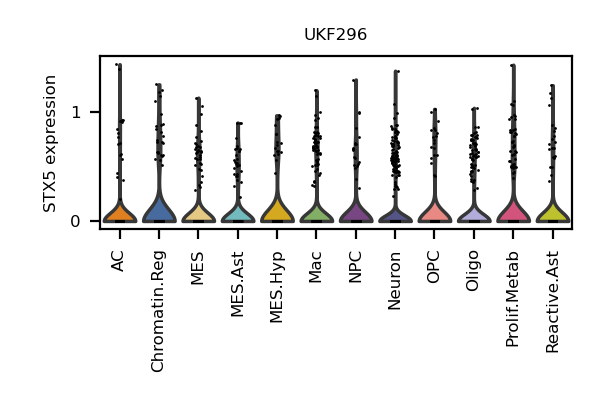 UKF296
STX5 expression
1
0
AC
Chromatin.Reg
MES
MES.Ast
MES.Hyp
Mac
NPC
Neuron
OPC
Oligo
Prolif.Metab
Reactive.Ast